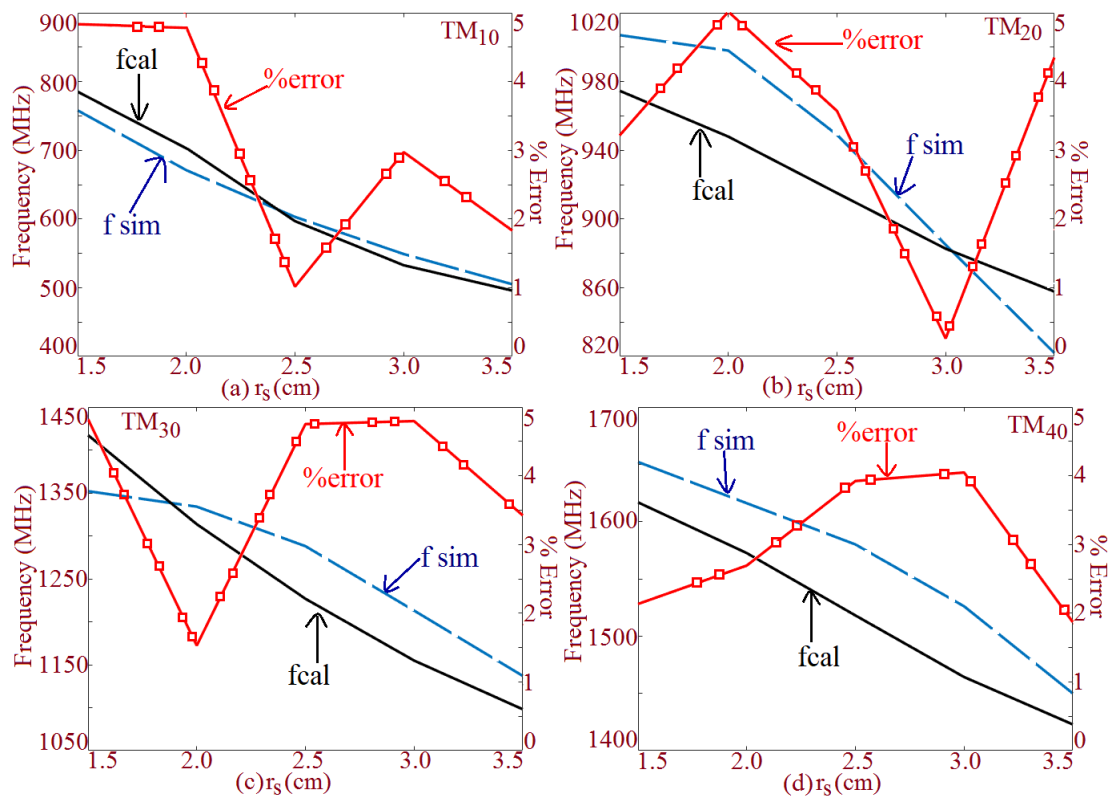 TM10
900
800
700
600
500
400
Frequency (MHz)
fcal
f sim
%error
5
4
3
2
1
0
% Error
1.5 2.0 2.5 3.0 3.5
(a) rs (cm)
TM20
1020
980
940
900
860
820
Frequency (MHz)
%error
f sim
fcal
5
4
3
2
1
0
% Error
1.5 2.0 2.5 3.0 3.5
(b) rs (cm)
TM30
1450
1350
1250
1150
1050
Frequency (MHz)
%error
f sim
fcal
5
4
3
2
1
0
% Error
1.5 2.0 2.5 3.0 3.5
(c) rs (cm)
TM40
1700
1600
1500
1400
Frequency (MHz)
f sim
%error
fcal
5
4
3
2
1
0
% Error
1.5 2.0 2.5 3.0 3.5
(d) rs (cm)